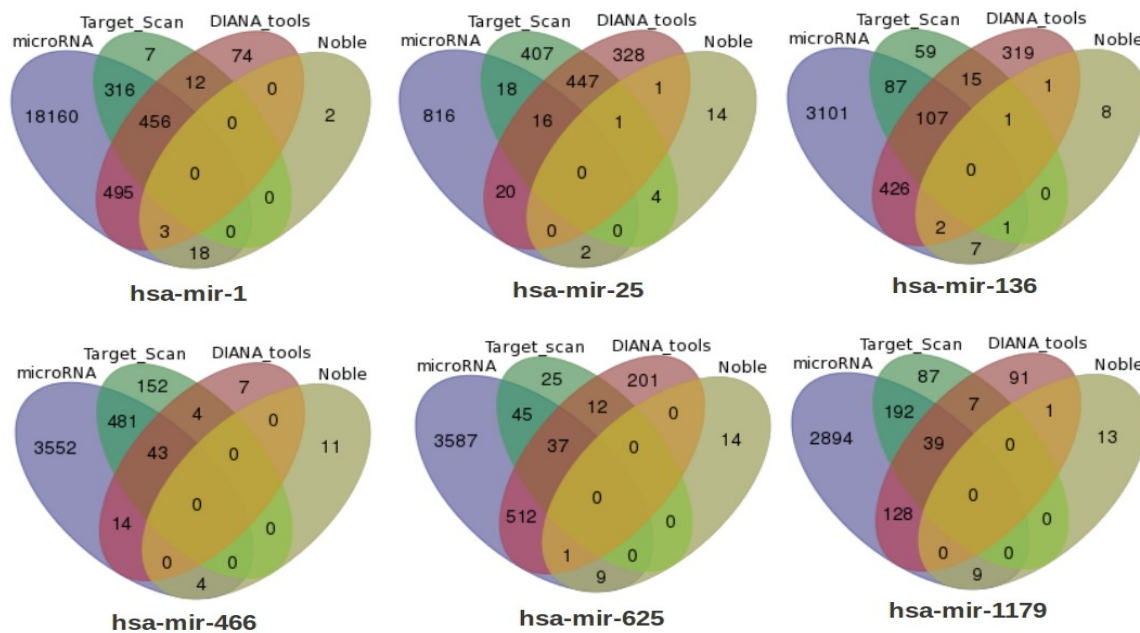 Target_Scan DIANA_tools
microRNA Noble
7 74
316 12 0
18160 456 0 2
0
495 0
3 0
18
hsa-mir-1
Target_Scan DIANA_tools
microRNA Noble
407 328
18 447 1
816 16 1 14
0
20 4
0 0
2
hsa-mir-25
Target_Scan DIANA_tools
microRNA Noble
59 319
87 15 1
3101 107 1 8
0
426 0
2 1
7
hsa-mir-136
Target_Scan DIANA_tools
microRNA Noble
152 7
481 4 0
3552 43 0 11
0
14 0
0 0
4
hsa-mir-466
Target_Scan DIANA_tools
microRNA Noble
25 201
45 12 0
3587 37 0 14
0
512 0
1 0
9
hsa-mir-625
Target_Scan DIANA_tools
microRNA Noble
87 91
192 7 1
2894 39 0 13
0
128 0
0 0
9
hsa-mir-1179